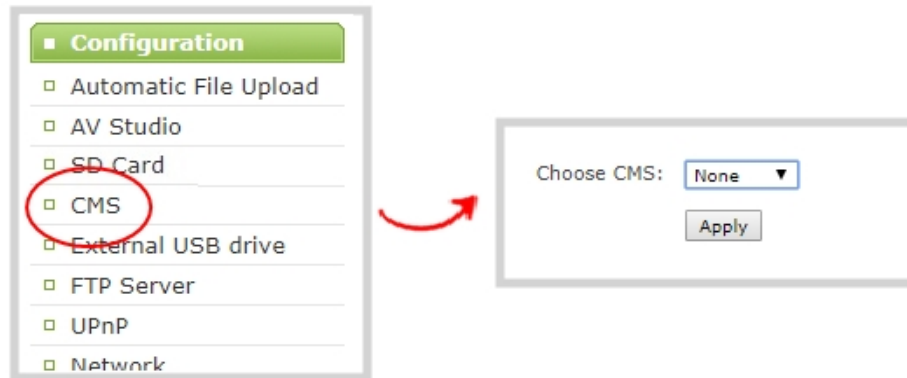 Configuration
Automatic File Upload
AV Studio
SD Card
CMS
External USB drive
FTP Server
UPnP
Network
Choose CMS: None
Apply